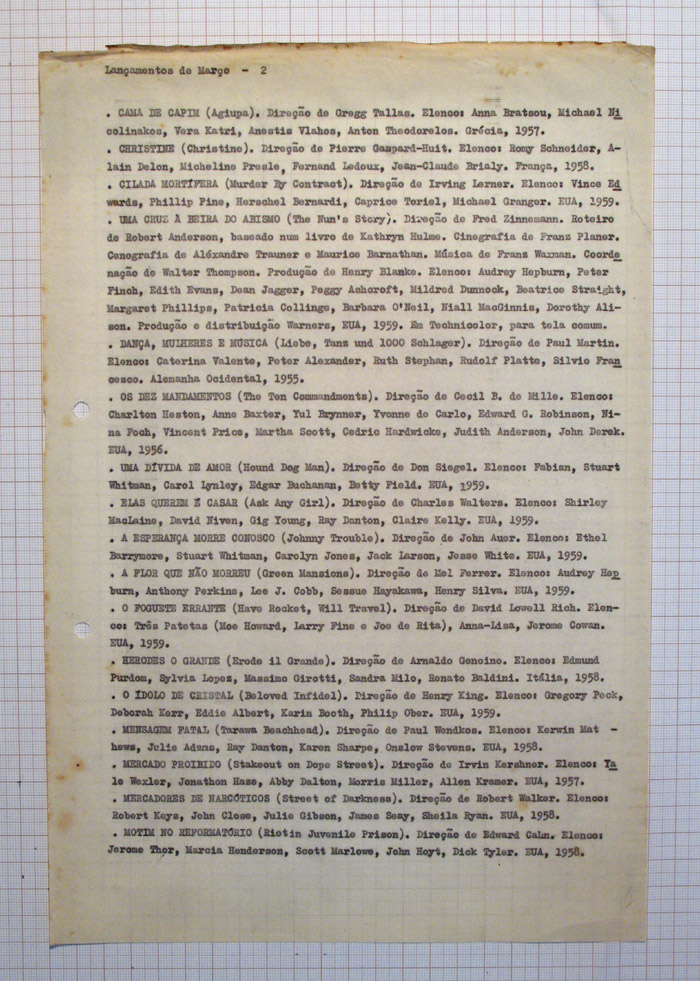 Lançamentos de Março - 2
. CAMA DE CAPIM (Agiupa). Direção de Gregg Tallas. Elenco: Anna Bratsou, Michael Ni
colinakos, Vera Katri, Anestis Vlahos, Anton Theodorelos. Grécia, 1957.
. CHRISTINE (Christine). Direção de Pierre Gaspard-Huit. Elenco: Romy Schneider, A-
lain Delon, Micheline Presle, Fernand Ledoux, Jean-Claude Brialy. França, 1958.
. CILADA MORTÍFERA (Murder By Contract). Direção de Irving Lerner. Elenco: Vince Ed
wards, Phillip Pine, Herschel Bernardi, Caprice Toriel, Michael Granger. EUA, 1959.
. UMA CRUZ À BEIRA DO ABISMO (The Nun's Story). Direção de Fred Zinnemann. Roteiro
de Robert Anderson, baseado num livro de Kathryn Hulme. Cinegrafia de Franz Planer.
Cenografia de Aléxandre Trauner e Maurice Barnathan. Música de Franz Waxman. Coorde
nação de Walter Thompson. Produção de Henry Blanke. Elenco: Audrey Hepburn, Peter
Finch, Edith Evans, Dean Jagger, Peggy Ashcroft, Mildred Dunnock, Beatrice Straight,
Margaret Phillips, Patricia Collinge, Barbara O'Neil, Niall MacGinnis, Dorothy Ali-
son. Produção e distribuição Warners, EUA, 1959. Em Technicolor, para tela comum.
. DANÇA, MULHERES E MÚSICA (Liebe, Tanz und 1000 Schlager). Direção de Paul Martin.
Elenco: Caterina Valente, Peter Alexander, Ruth Stephan, Rudolf Platte, Silvio Fran
cesco. Alemanha Ocidental, 1955.
. OS DEZ MANDAMENTOS (The Ten Commandments). Direção de Cecil B. de Mille. Elenco:
Charlton Heston, Anne Baxter, Yul Brynner, Yvonne de Carlo, Edward G. Robinson, Ni-
na Foch, Vincent Price, Martha Scott, Cedric Hardwicke, Judith Anderson, John Derek.
EUA, 1956.
. UMA DÍVIDA DE AMOR (Hound Dog Man). Direção de Don Siegel. Elenco: Fabian, Stuart
Whitman, Carol Lynley, Edgar Buchanan, Betty Field. EUA, 1959.
. ELAS QUEREM É CASAR (Ask Any Girl). Direção de Charles Walters. Elenco: Shirley
MacLaine, David Niven, Gig Young, Ray Danton, Claire Kelly. EUA, 1959.
. A ESPERANÇA MORRE CONOSCO (Johnny Trouble). Direção de John Auer. Elenco: Ethel
Barrymore, Stuart Whitman, Carolyn Jones, Jack Larson, Jesse White. EUA, 1959.
. A FLOR QUE NÃO MORREU (Green Mansions). Direção de Mel Ferrer. Elenco: Audrey Hep
burn, Anthony Perkins, Lee J. Cobb, Sessue Hayakawa, Henry Silva. EUA, 1959.
. O FOGUETE ERRANTE (Have Rocket, Will Travel). Direção de David Lowell Rich. Elen-
co: Três Patetas (Moe Howard, Larry Fine e Joe de Rita), Anna-Lisa, Jerome Cowan.
EUA, 1959.
. HERODES O GRANDE (Erode il Grande). Direção de Arnaldo Genoino. Elenco: Edmund
Purdom, Sylvia Lopez, Massimo Girotti, Sandra Milo, Renato Baldini. Itália, 1958.
. O ÍDOLO DE CRISTAL (Beloved Infidel). Direção de Henry King. Elenco: Gregory Peck,
Deborah Kerr, Eddie Albert, Karin Booth, Philip Ober. EUA, 1959.
. MENSAGEM FATAL (Tarawa Beachhead). Direção de Paul Wendkos. Elenco: Kerwin Mat -
hews, Julie Adams, Ray Danton, Karen Sharpe, Onslow Stevens. EUA, 1958.
. MERCADO PROIBIDO (Stakeout on Dope Street). Direção de Irvin Kershner. Elenco: Ya
le Wexler, Jonathon Haze, Abby Dalton, Morris Miller, Allen Kramer. EUA, 1957.
. MERCADORES DE NARCÓTICOS (Street of Darkness). Direção de Robert Walker. Elenco:
Robert Keys, John Close, Julie Gibson, James Seay, Sheila Ryan. EUA, 1958.
. MOTIM NO REFORMATÓRIO (Riotin Juvenile Prison). Direção de Edward Cahn. Elenco:
Jerome Thor, Marcia Henderson, Scott Marlowe, John Hoyt, Dick Tyler. EUA, 1958.